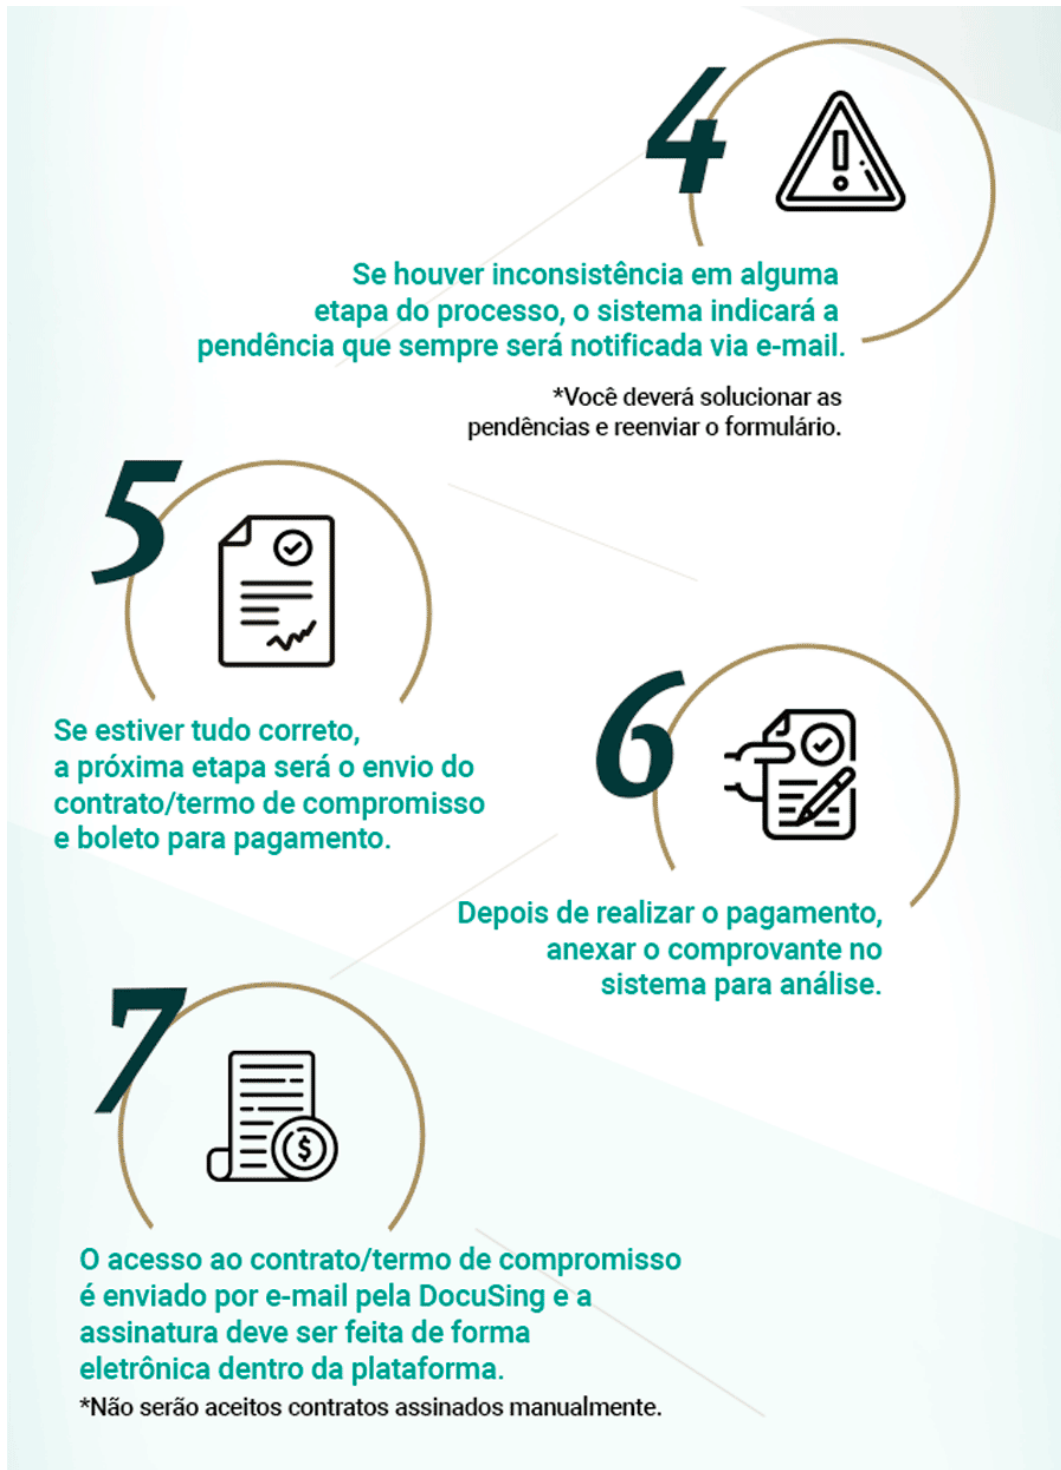 4
Se houver inconsistência em alguma
etapa do processo, o sistema indicará a
pendência que sempre será notificada via e-mail.
*Você deverá solucionar as
pendências e reenviar o formulário.
5
Se estiver tudo correto,
a próxima etapa será o envio do
contrato/termo de compromisso
e boleto para pagamento.
6
Depois de realizar o pagamento,
anexar o comprovante no
sistema para análise.
7
$
O acesso ao contrato/termo de compromisso
é enviado por e-mail pela DocuSing e a
assinatura deve ser feita de forma
eletrônica dentro da plataforma.
*Não serão aceitos contratos assinados manualmente.